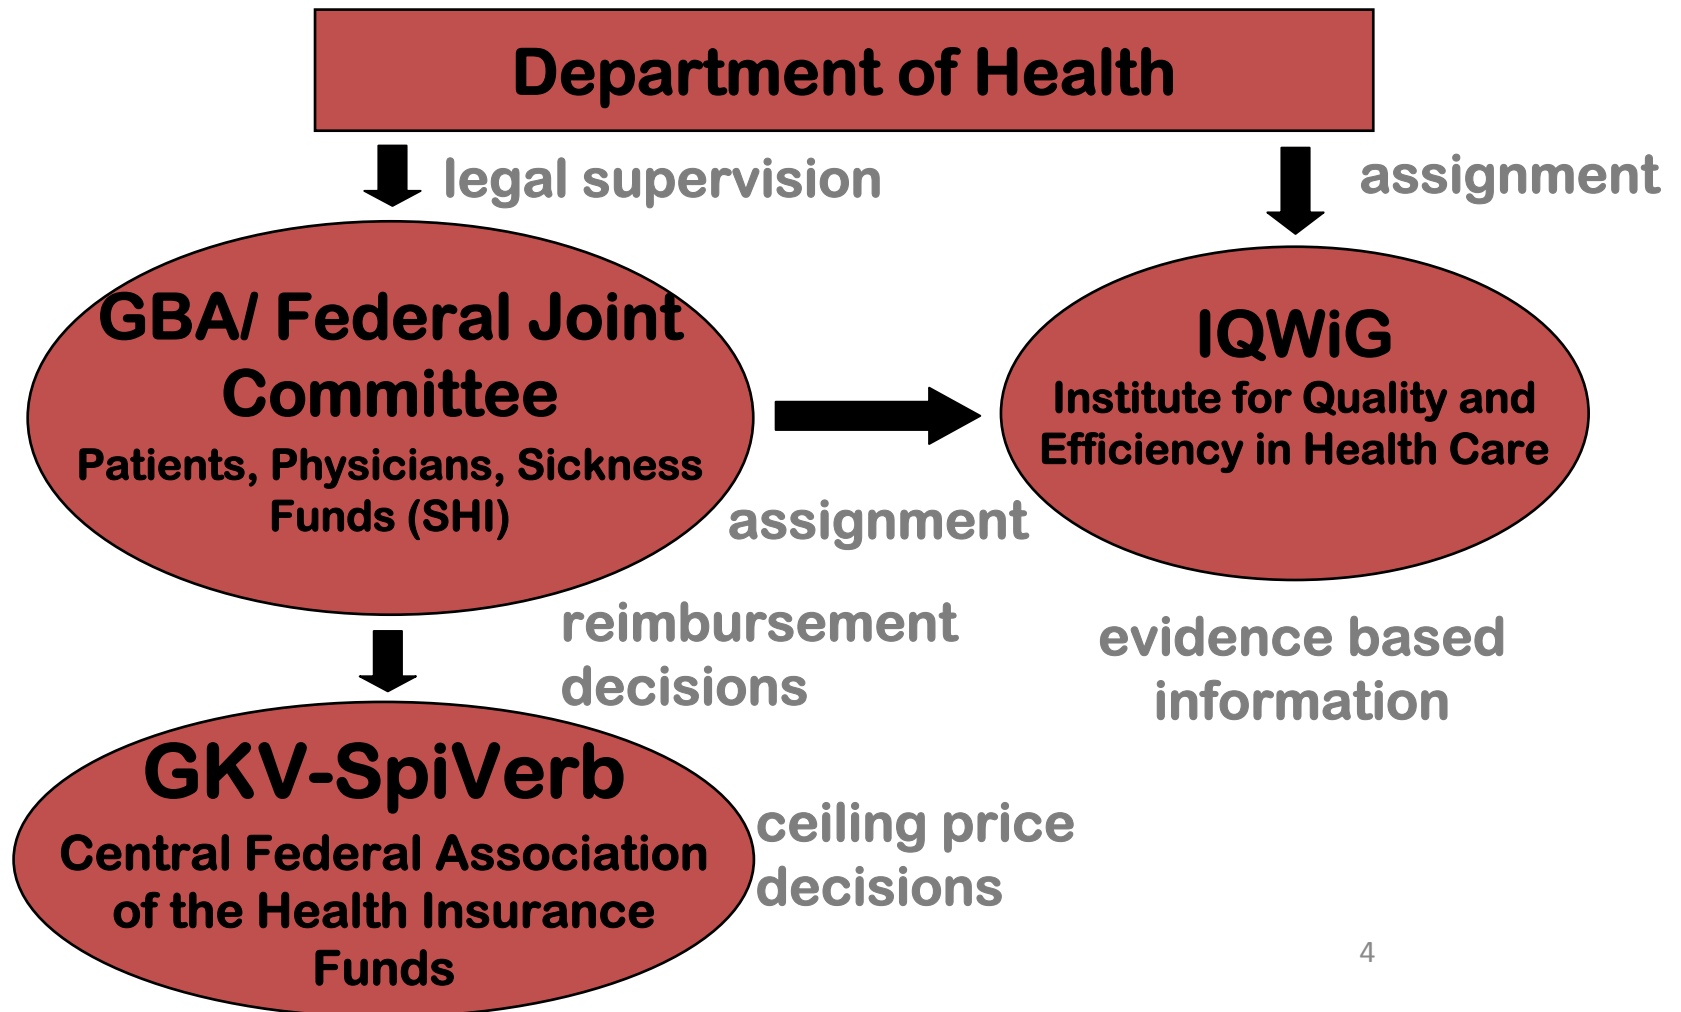 Department of Health
legal supervision
assignment
GBA/ Federal Joint
Committee
Patients, Physicians, Sickness
Funds (SHI)
IQWiG
Institute for Quality and
Efficiency in Health Care
assignment
reimbursement
decisions
evidence based
information
GKV-SpiVerb
Central Federal Association
of the Health Insurance
Funds
ceiling price
decisions
4